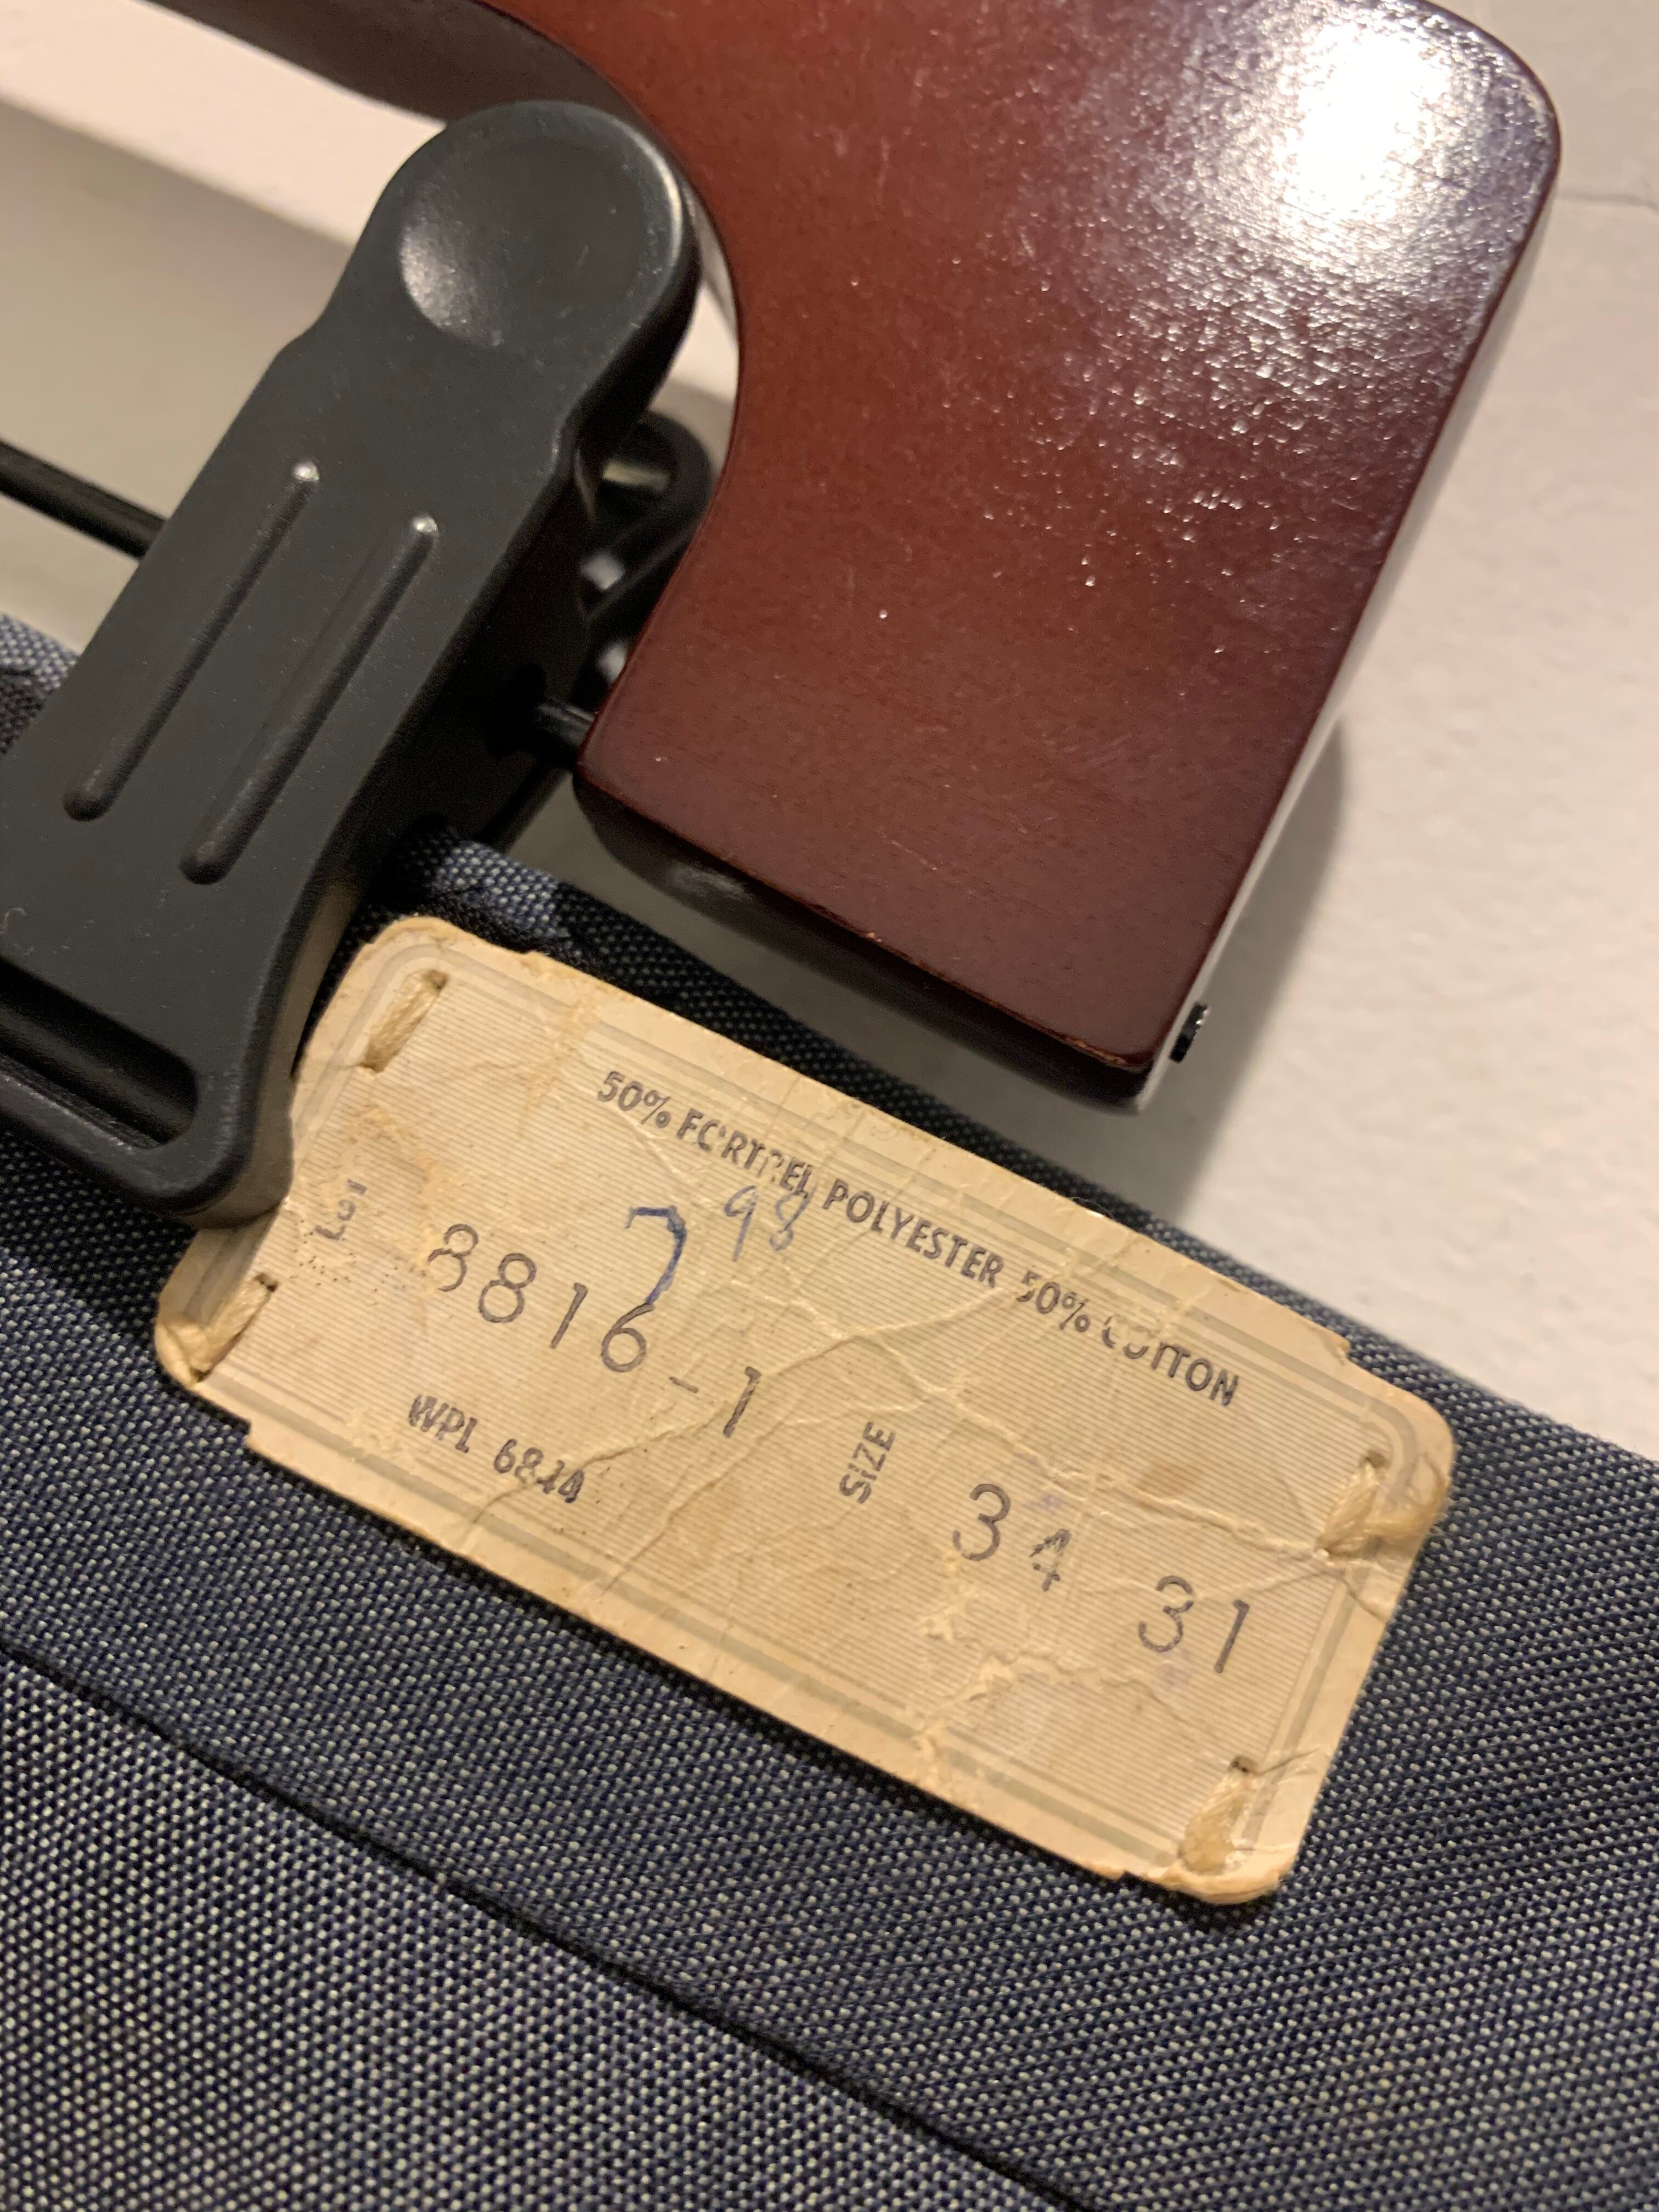 50% FORTREL POLYESTER 50% COTTON
7 98
LOT 8816-1
SIZE 34 31
WPL 6844